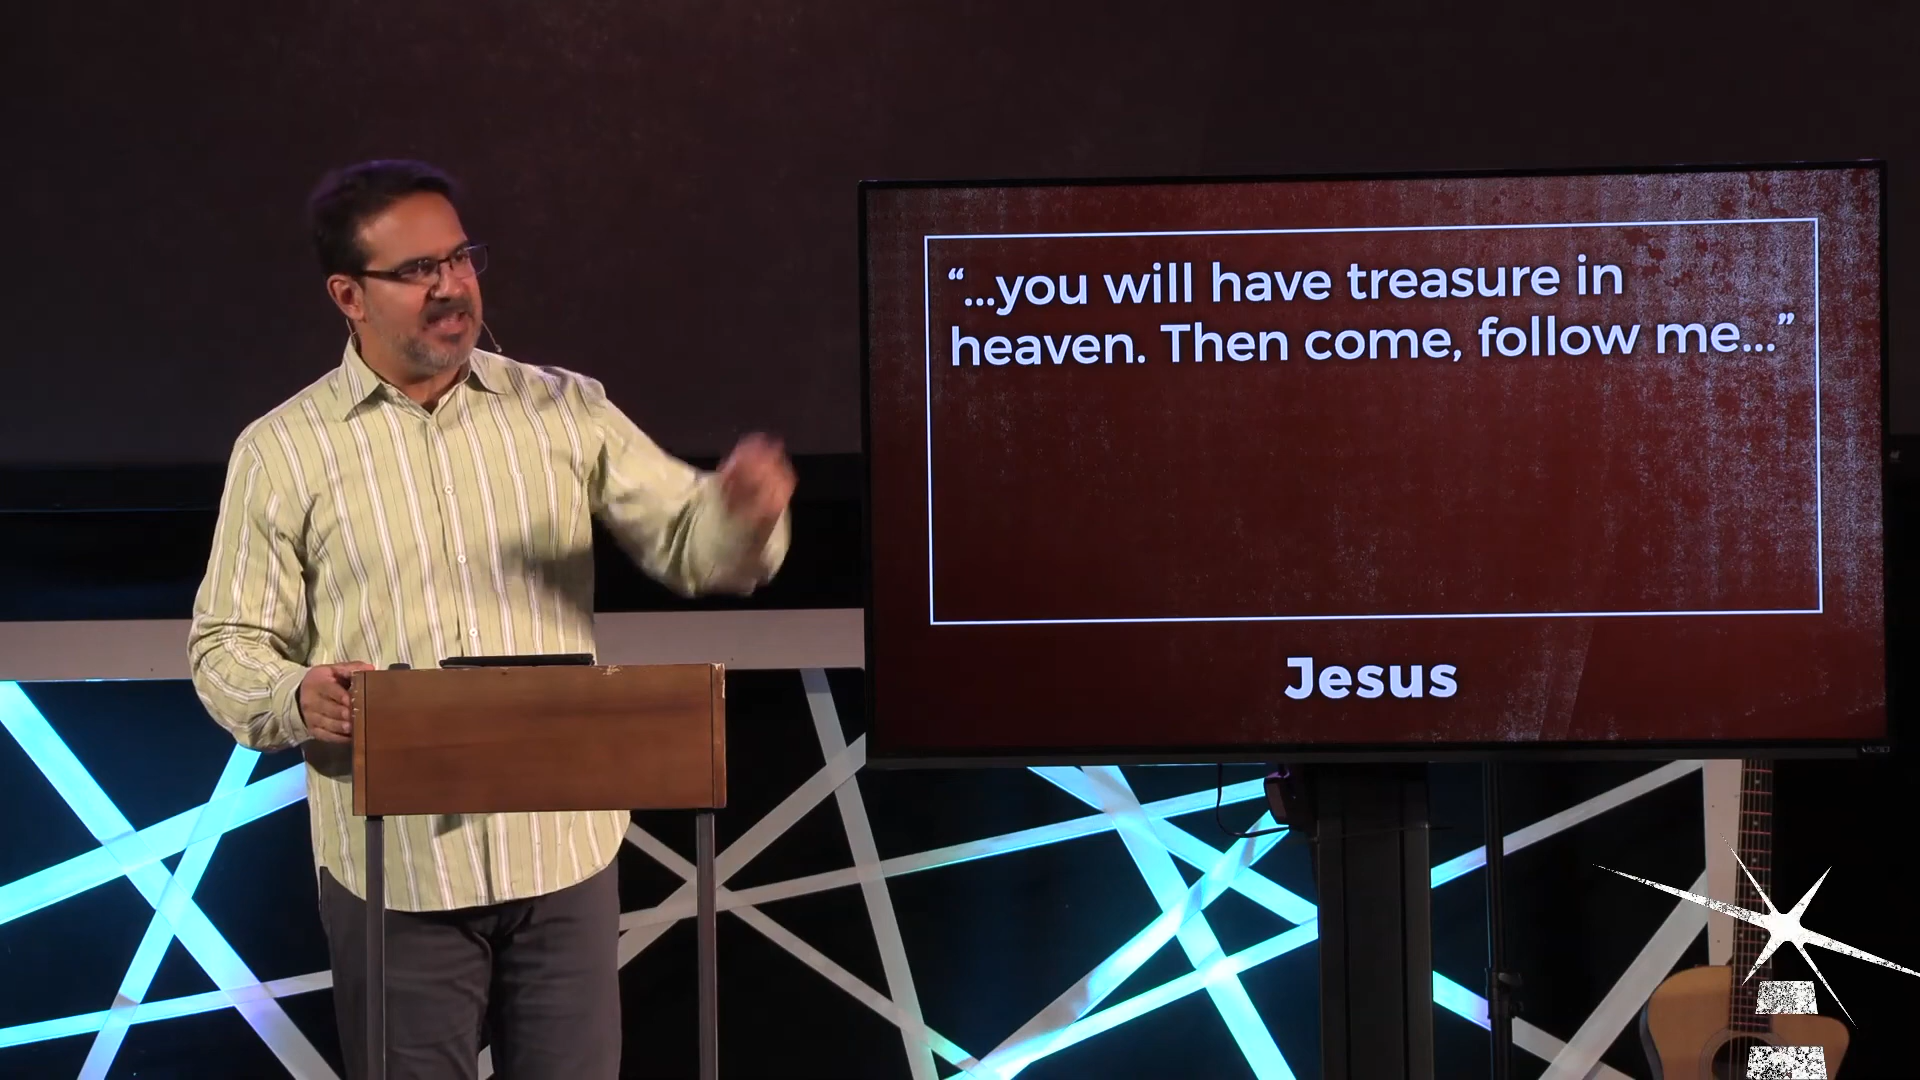 “...you will have treasure in
heaven. Then come, follow me...”
Jesus